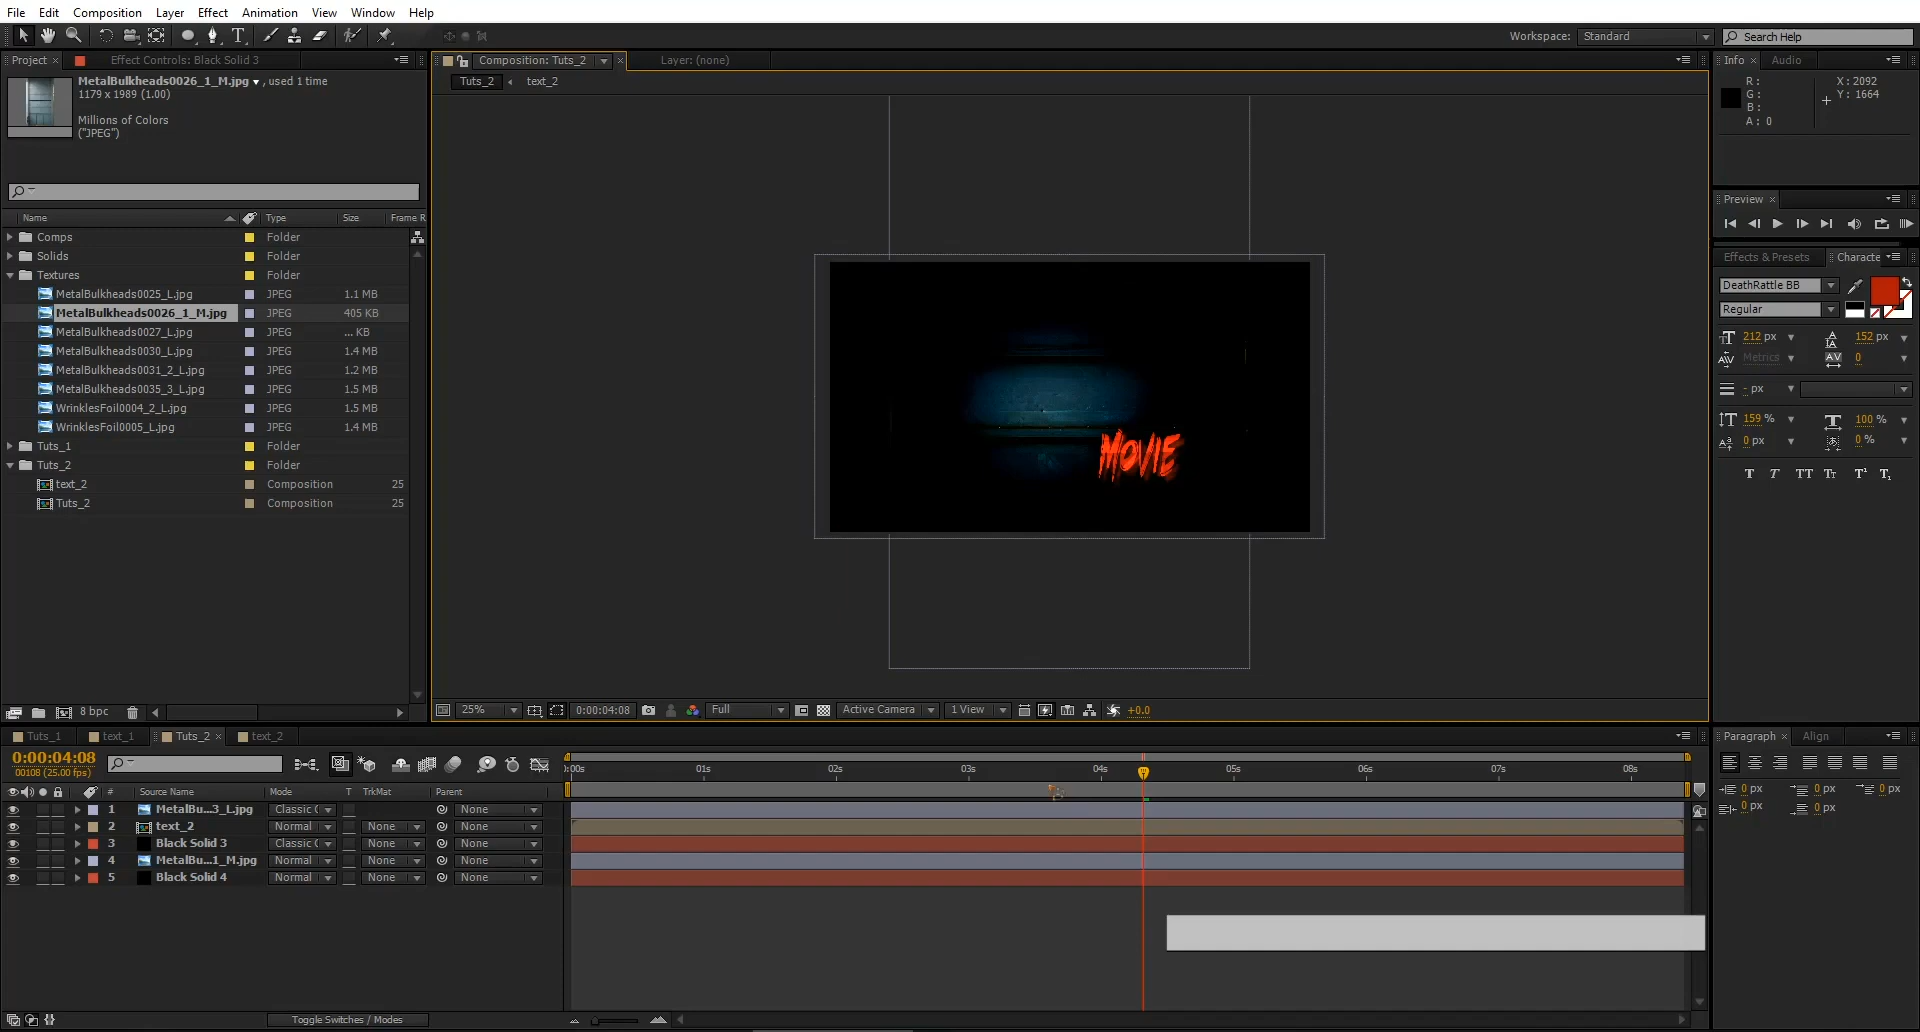 File Edit Composition Layer Effect Animation View Window Help
Workspace: Standard Search Help
Project Effect Controls: Black Solid 3
MetalBulkheads0026_1_M.jpg , used 1 time
1179 x 1989 (1.00)
Millions of Colors
("JPEG")
Name Type Size Frame R
Comps Folder
Solids Folder
Textures Folder
MetalBulkheads0025_L.jpg JPEG 1.1 MB
MetalBulkheads0026_1_M.jpg JPEG 405 KB
MetalBulkheads0027_L.jpg JPEG ... KB
MetalBulkheads0030_L.jpg JPEG 1.4 MB
MetalBulkheads0031_2_L.jpg JPEG 1.2 MB
MetalBulkheads0035_3_L.jpg JPEG 1.5 MB
WrinklesFoil0004_2_L.jpg JPEG 1.5 MB
WrinklesFoil0005_L.jpg JPEG 1.4 MB
Tuts_1 Folder
Tuts_2 Folder
text_2 Composition 25
Tuts_2 Composition 25
8 bpc
Composition: Tuts_2 Layer: (none)
Tuts_2 text_2
MOVIE
25% 0:00:04:08 Full Active Camera 1 View +0.0
Info Audio
R: X: 2092
G: Y: 1664
B:
A: 0
Preview
Effects & Presets Characte
DeathRattle BB
Regular
212 px 152 px
Metrics 0
- px
159 % 100 %
0 px 0 %
T T TT Tt T¹ T₁
Paragraph Align
0 px 0 px 0 px
0 px 0 px
Tuts_1 text_1 Tuts_2 text_2
0:00:04:08
00108 (25.00 fps)
# Source Name Mode T TrkMat Parent
1 MetalBu...3_L.jpg Classic C None
2 text_2 Normal None None
3 Black Solid 3 Classic C None None
4 MetalBu...1_M.jpg Normal None None
5 Black Solid 4 Normal None None
):00s 01s 02s 03s 04s 05s 06s 07s 08s
Toggle Switches / Modes